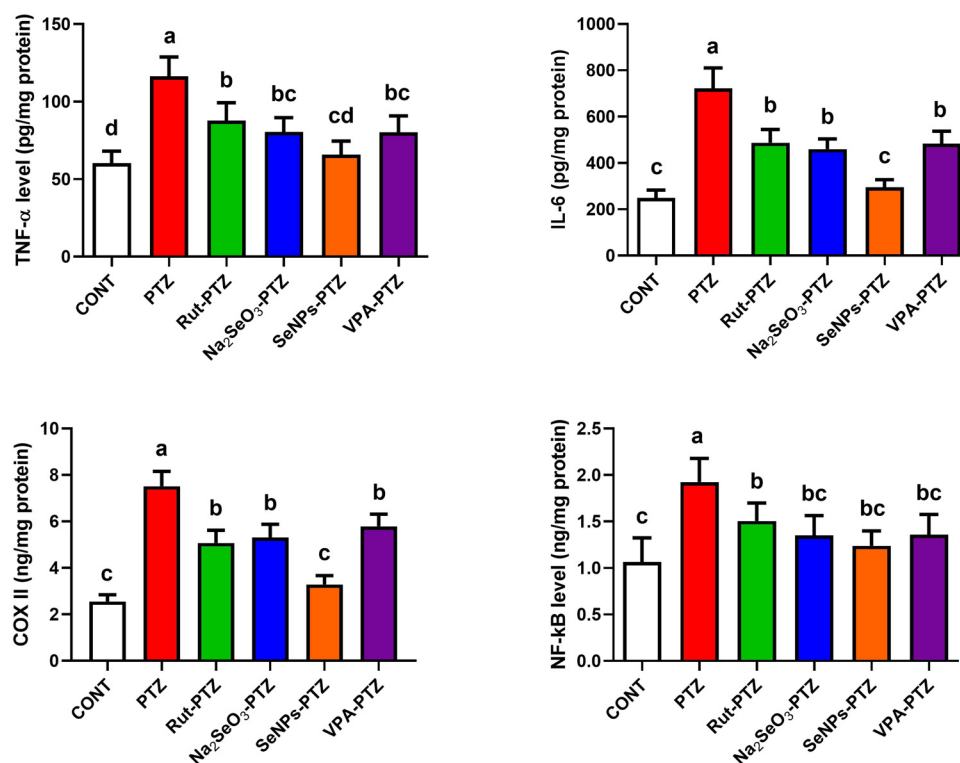 TNF-α level (pg/mg protein)
150
100
50
0
d
a
b
bc
cd
bc
CONT
PTZ
Rut-PTZ
Na₂SeO₃-PTZ
SeNPs-PTZ
VPA-PTZ
IL-6 (pg/mg protein)
1000
800
600
400
200
0
c
a
b
b
c
b
CONT
PTZ
Rut-PTZ
Na₂SeO₃-PTZ
SeNPs-PTZ
VPA-PTZ
COX II (ng/mg protein)
10
8
6
4
2
0
c
a
b
b
c
b
CONT
PTZ
Rut-PTZ
Na₂SeO₃-PTZ
SeNPs-PTZ
VPA-PTZ
NF-kB level (ng/mg protein)
2.5
2.0
1.5
1.0
0.5
0.0
c
a
b
bc
bc
bc
CONT
PTZ
Rut-PTZ
Na₂SeO₃-PTZ
SeNPs-PTZ
VPA-PTZ